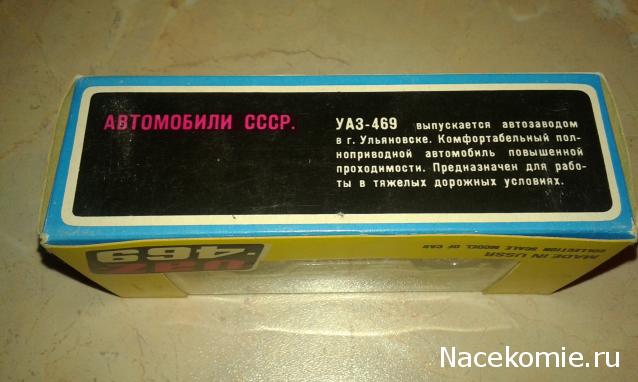 АВТОМОБИЛИ СССР.
УАЗ-469 выпускается автозаводом
в г. Ульяновске. Комфортабельный пол-
ноприводной автомобиль повышенной
проходимости. Предназначен для рабо-
ты в тяжелых дорожных условиях.
UAZ
469
MADE IN USSR
COLLECTION SCALE MODEL OF CAR
Nacekomie.ru